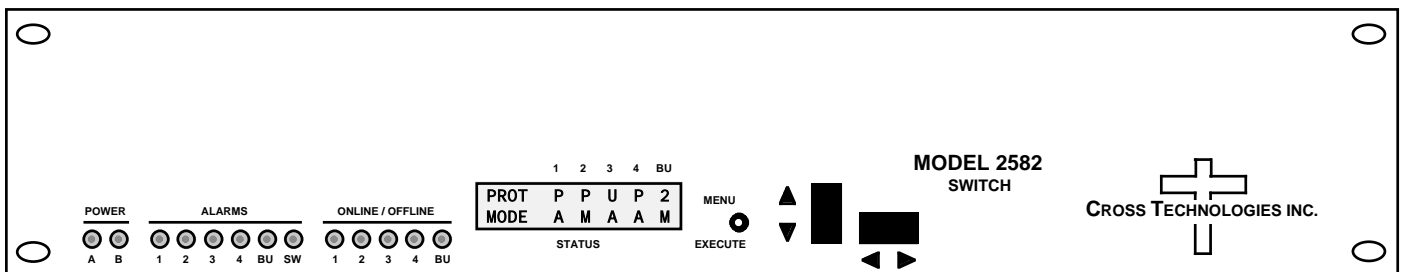 1 2 3 4 BU
MODEL 2582
SWITCH
PROT P P U P 2
MODE A M A A M
MENU
EXECUTE
STATUS
POWER
A B
ALARMS
1 2 3 4 BU SW
ONLINE / OFFLINE
1 2 3 4 BU
CROSS TECHNOLOGIES INC.